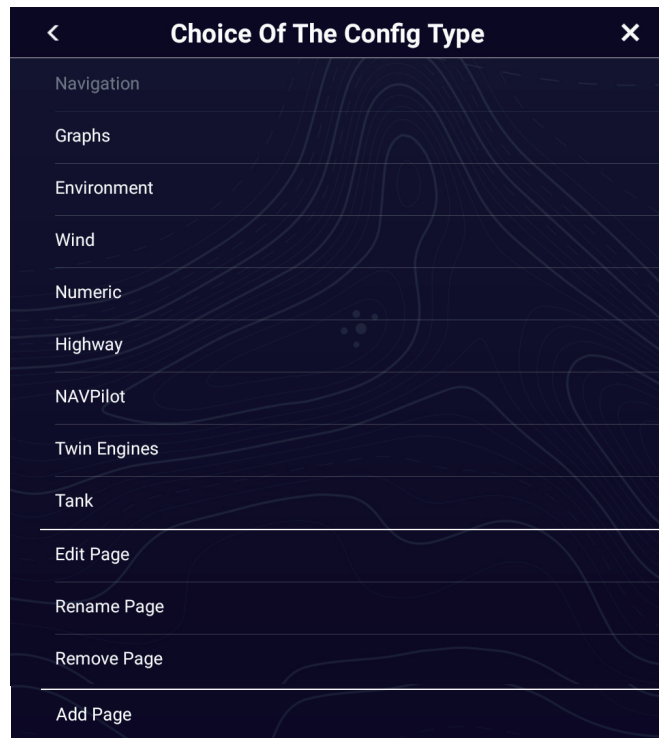 Choice Of The Config Type
Navigation
Graphs
Environment
Wind
Numeric
Highway
NAVPilot
Twin Engines
Tank
Edit Page
Rename Page
Remove Page
Add Page